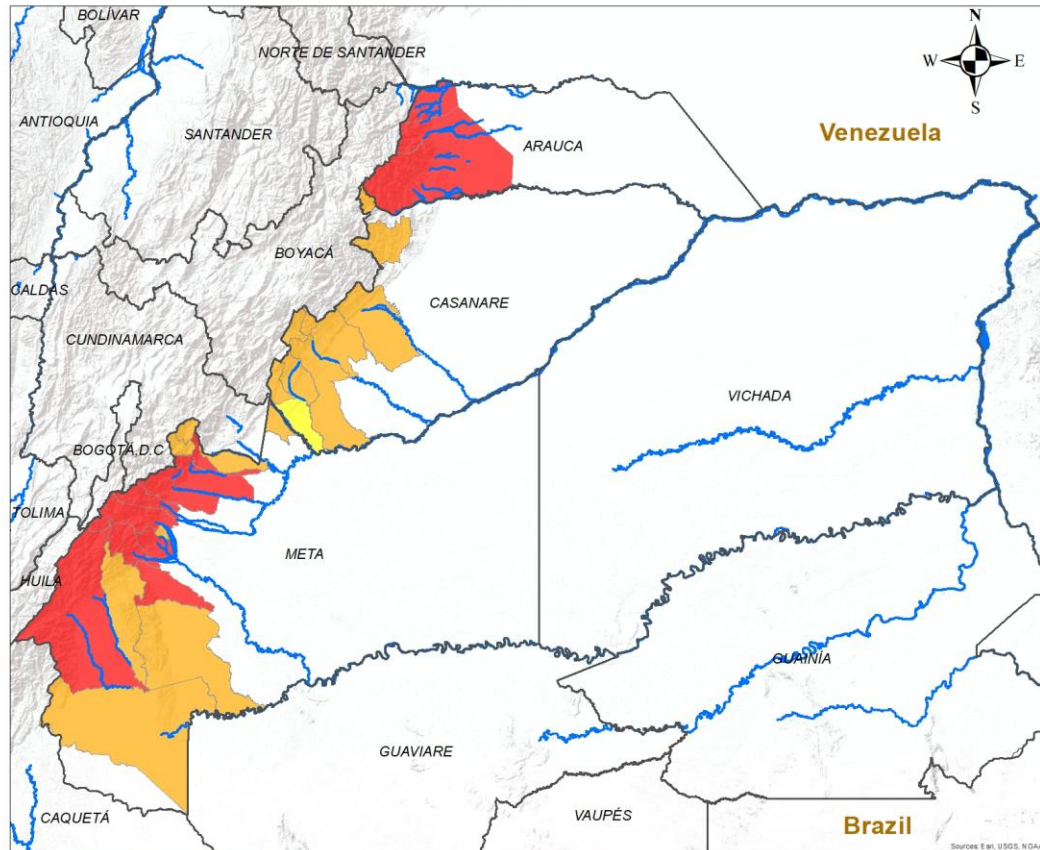 BOLÍVAR
N
NORTE DE SANTANDER
W E
S
ANTIOQUIA
SANTANDER
Venezuela
ARAUCA
BOYACÁ
CALDAS
CASANARE
CUNDINAMARCA
VICHADA
BOGOTÁ,D.C
TOLIMA
META
HUILA
GUAINÍA
GUAVIARE
CAQUETÁ
VAUPÉS
Brazil
Sources: Esri, USGS, NOAA